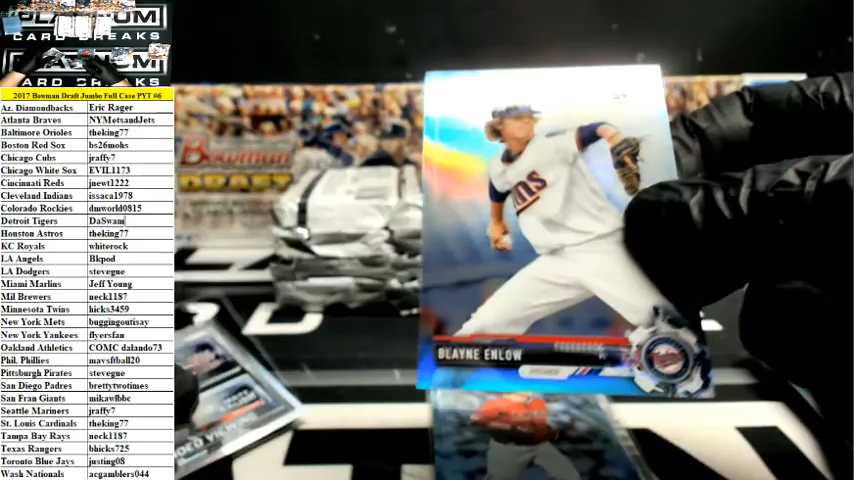 PLATINUM
CARD BREAKS
CARD BREAKS
2017 Bowman Draft Jumbo Full Case PYT #6
Az. Diamondbacks Eric Rager
Atlanta Braves NYMetsandJets
Baltimore Orioles theking77
Boston Red Sox bs26mohs
Chicago Cubs jraffy7
Chicago White Sox EVIL1173
Cincinati Reds jnewt1222
Cleveland Indians issaca1978
Colorado Rockies dmworld0815
Detroit Tigers DaSwami
Houston Astros theking77
KC Royals whiterock
LA Angels Bkpod
LA Dodgers stevegne
Miami Marlins Jeff Young
Mil Brewers neck1187
Minnesota Twins hicks3459
New York Mets buggingoutisay
New York Yankees flyersfan
Oakland Athletics COMC dalando73
Phil. Phillies mavsftball20
Pittsburgh Pirates stevegne
San Diego Padres brettytwotimes
San Fran Giants mikawlbbc
Seattle Mariners jraffy7
St. Louis Cardinals theking77
Tampa Bay Rays neck1187
Texas Rangers bhicks725
Toronto Blue Jays justing08
Wash Nationals acgamblers044
Bowman
DRAFT
BLAYNE ENLOW